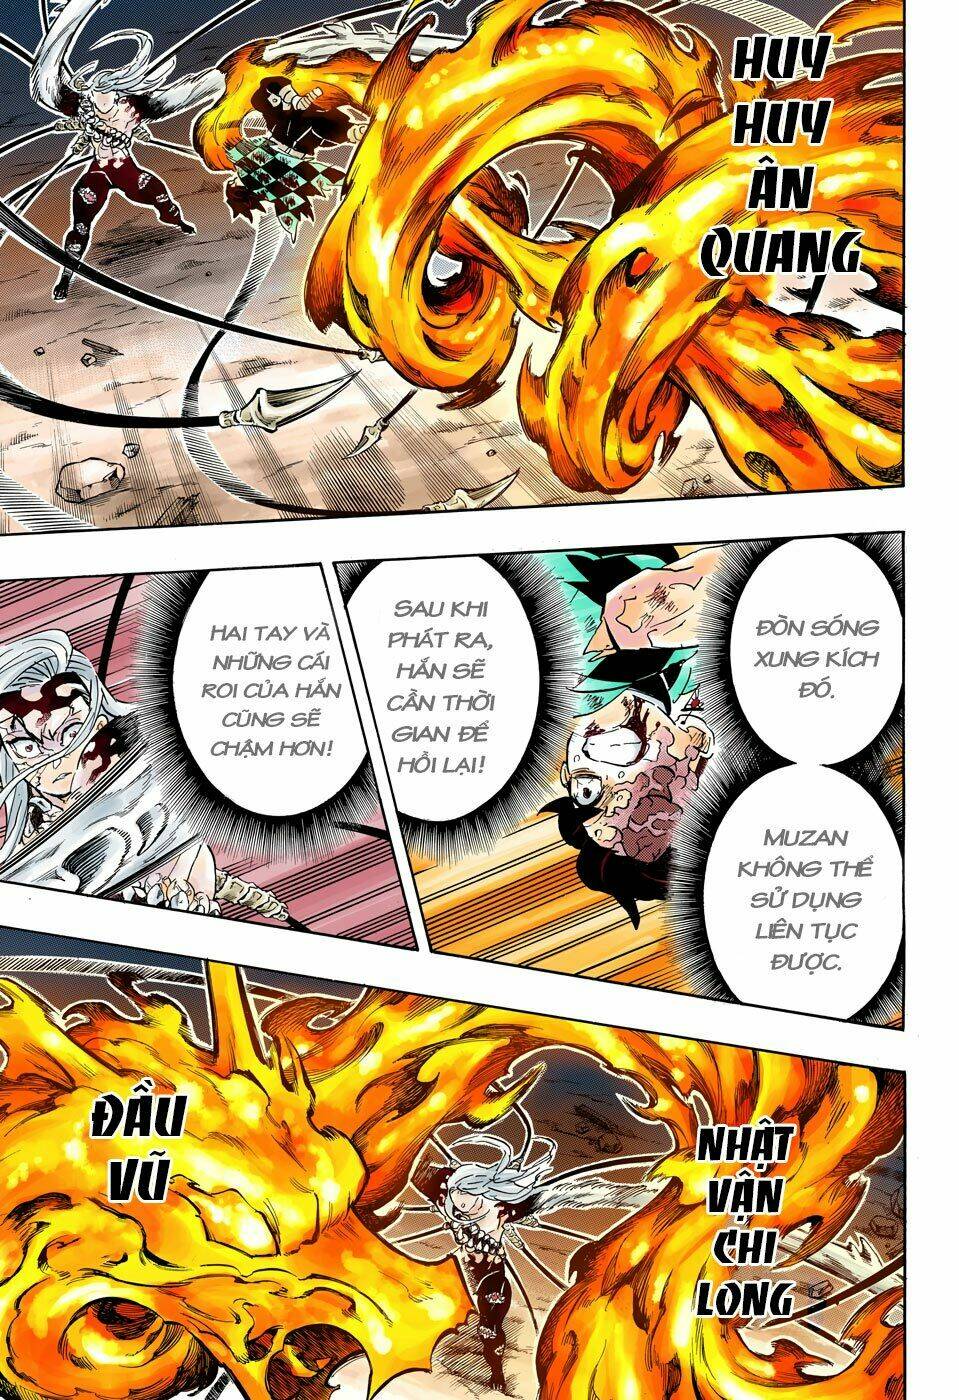 HUY
HUY
ÂN
QUANG
ĐÒN SÓNG
XUNG KÍCH
ĐÓ.
MUZAN
KHÔNG THỂ
SỬ DỤNG
LIÊN TỤC
ĐƯỢC.
SAU KHI
PHÁT RA,
HẮN SẼ
CẦN THỜI
GIAN ĐỂ
HỒI LẠI!
HAI TAY VÀ
NHỮNG CÁI
ROI CỦA HẮN
CŨNG SẼ
CHẬM HƠN!
NHẬT
VẬN
CHI
LONG
ĐẦU
VŨ